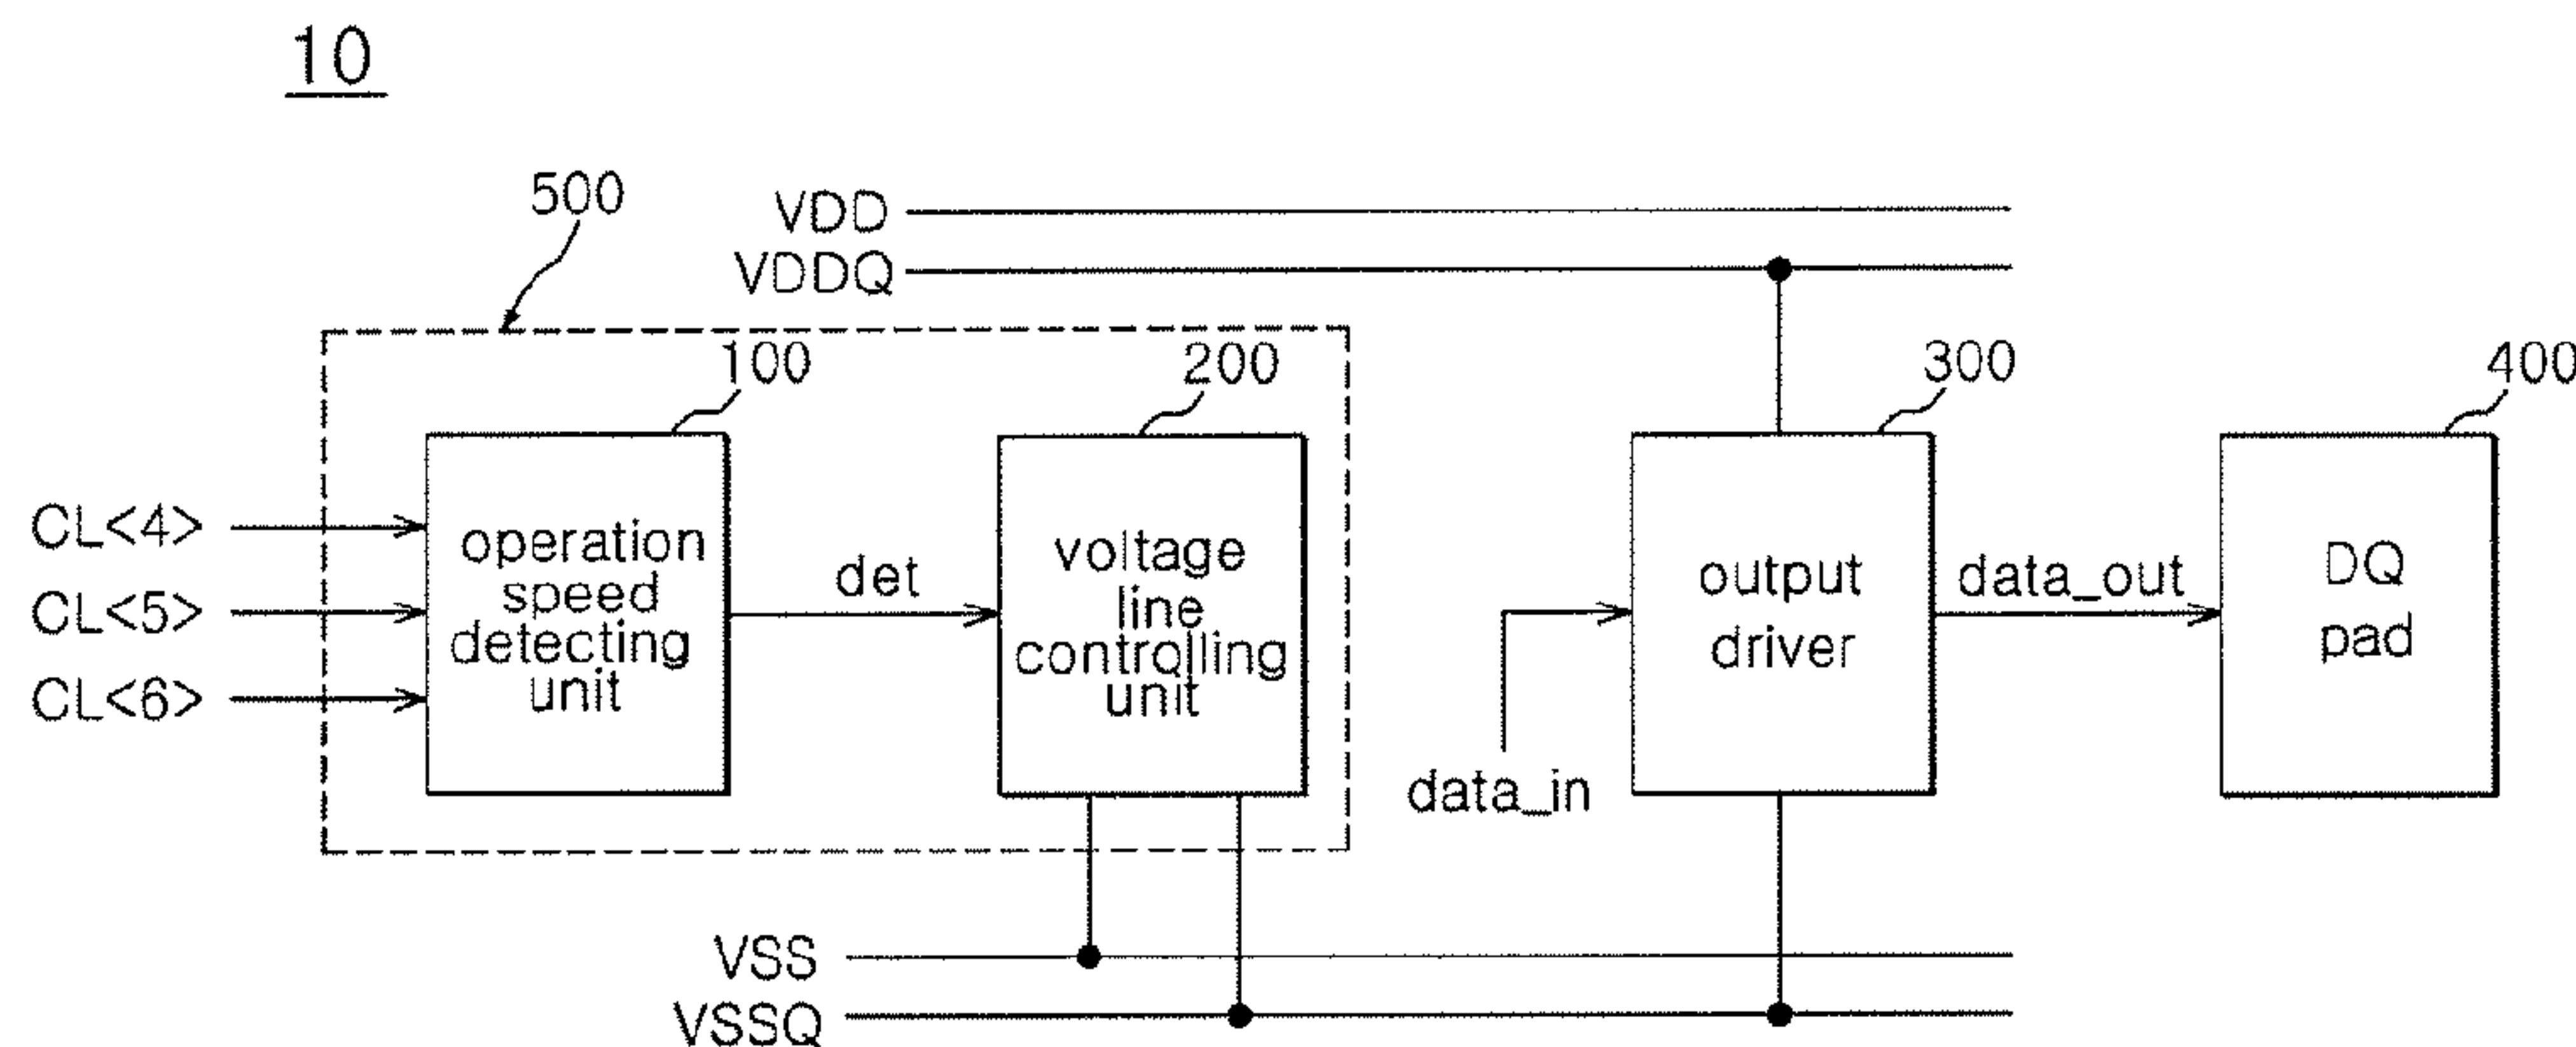 10
500
VDD
VDDQ
100
200
300
400
CL<4>
CL<5>
CL<6>
operation
speed
detecting
unit
det
voltage
line
controlling
unit
data_in
output
driver
data_out
DQ
pad
VSS
VSSQ